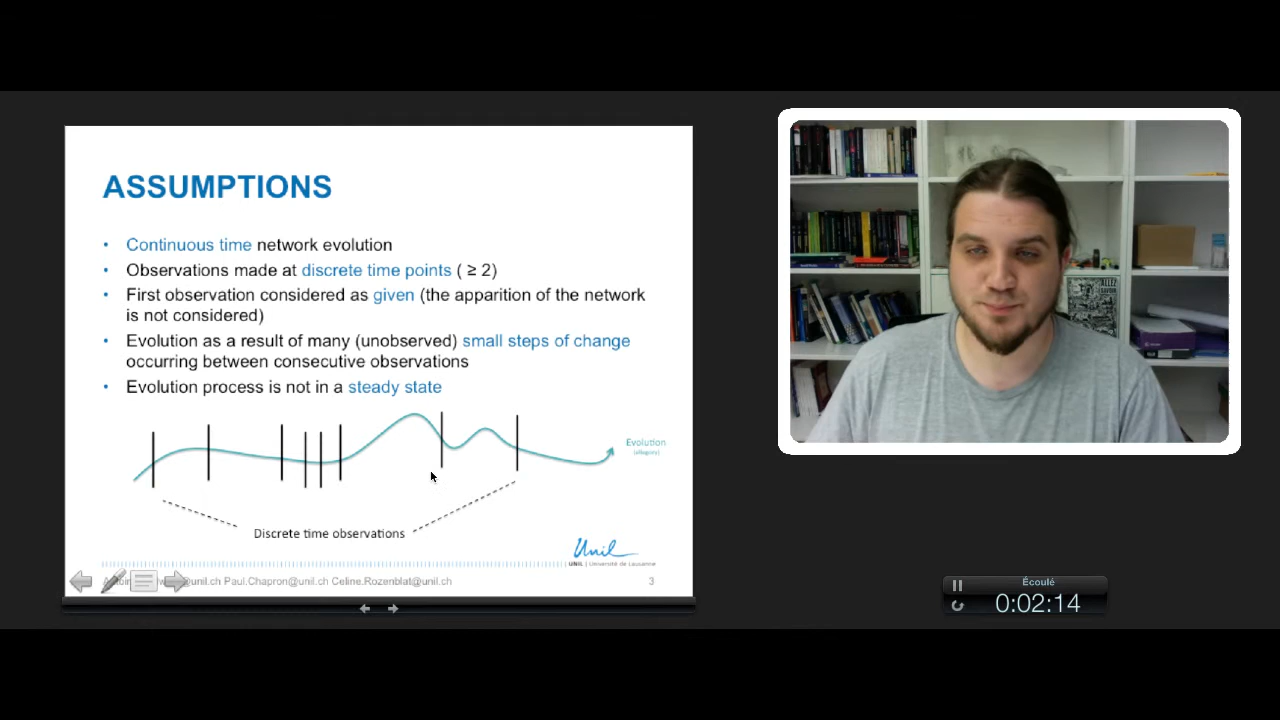 ASSUMPTIONS
• Continuous time network evolution
• Observations made at discrete time points ( ≥ 2)
• First observation considered as given (the apparition of the network
is not considered)
• Evolution as a result of many (unobserved) small steps of change
occurring between consecutive observations
• Evolution process is not in a steady state
Evolution
(allegory)
Discrete time observations
Unil
UNIL | Université de Lausanne
@unil.ch Paul.Chapron@unil.ch Celine.Rozenblat@unil.ch
3
Écoulé
0:02:14